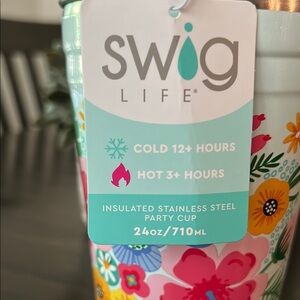 swig
LIFE®
COLD 12+ HOURS
HOT 3+ HOURS
INSULATED STAINLESS STEEL
PARTY CUP
24OZ/710ML